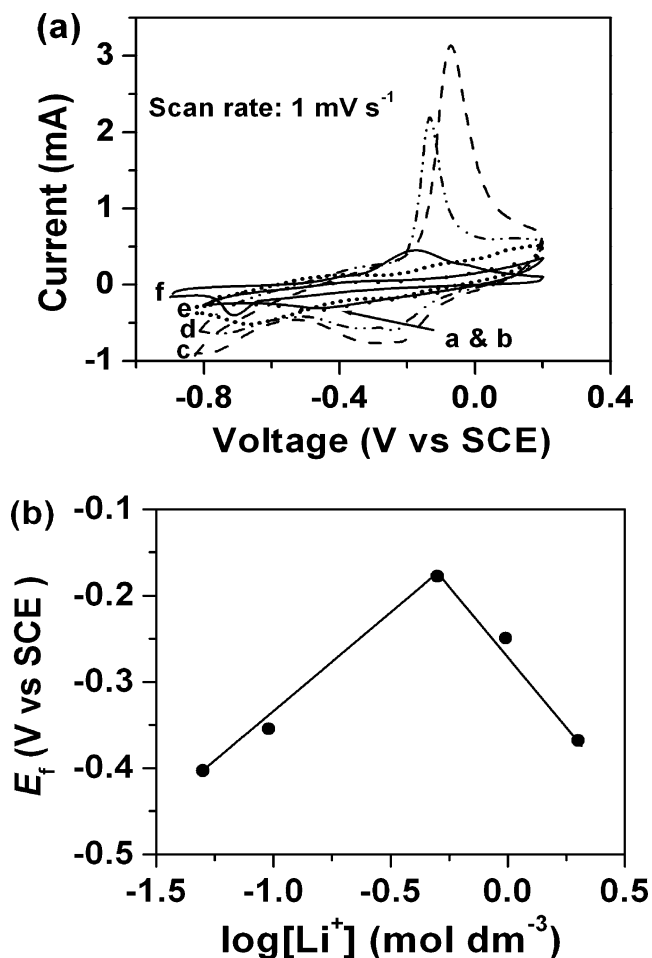 (a)
Scan rate: 1 mV s⁻¹
Current (mA)
3
2
1
0
-1
f
e
d
c
a & b
-0.8 -0.4 0.0 0.4
Voltage (V vs SCE)
(b)
E_f (V vs SCE)
-0.1
-0.2
-0.3
-0.4
-0.5
-1.5 -1.0 -0.5 0.0 0.5
log[Li⁺] (mol dm⁻³)